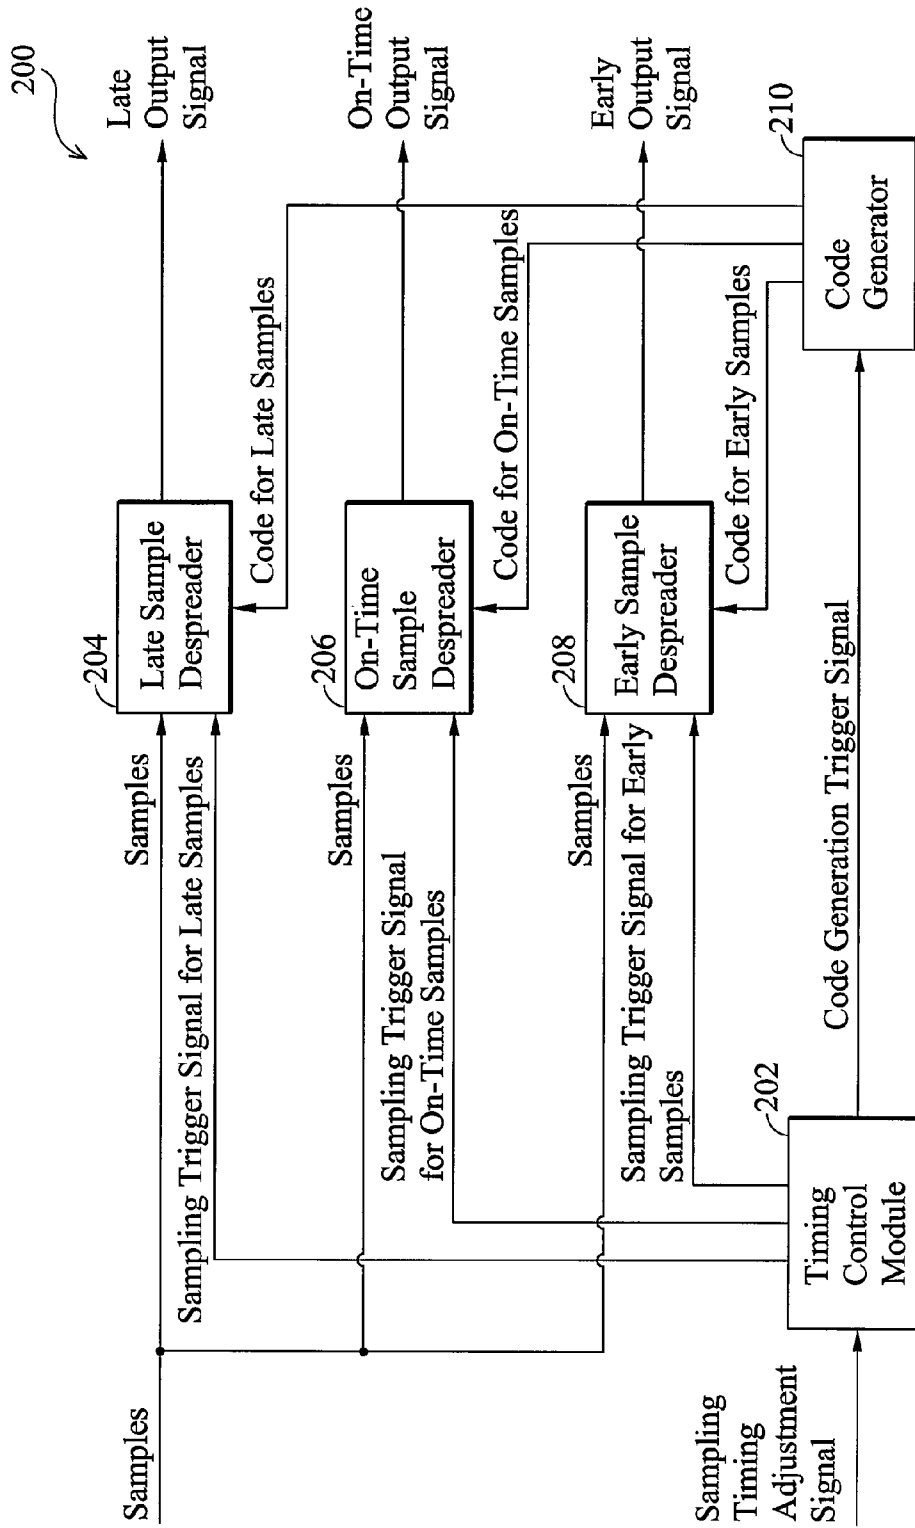 200
Late
Output
Signal
On-Time
Output
Signal
Early
Output
Signal
Samples
Samples
204
Late Sample
Despreader
Sampling Trigger Signal for Late Samples
Code for Late Samples
Samples
206
On-Time
Sample
Despreader
Sampling Trigger Signal
for On-Time Samples
Code for On-Time Samples
Samples
208
Early Sample
Despreader
Sampling Trigger Signal for Early
Samples
Code for Early Samples
Sampling
Timing
Adjustment
Signal
202
Timing
Control
Module
Code Generation Trigger Signal
210
Code
Generator